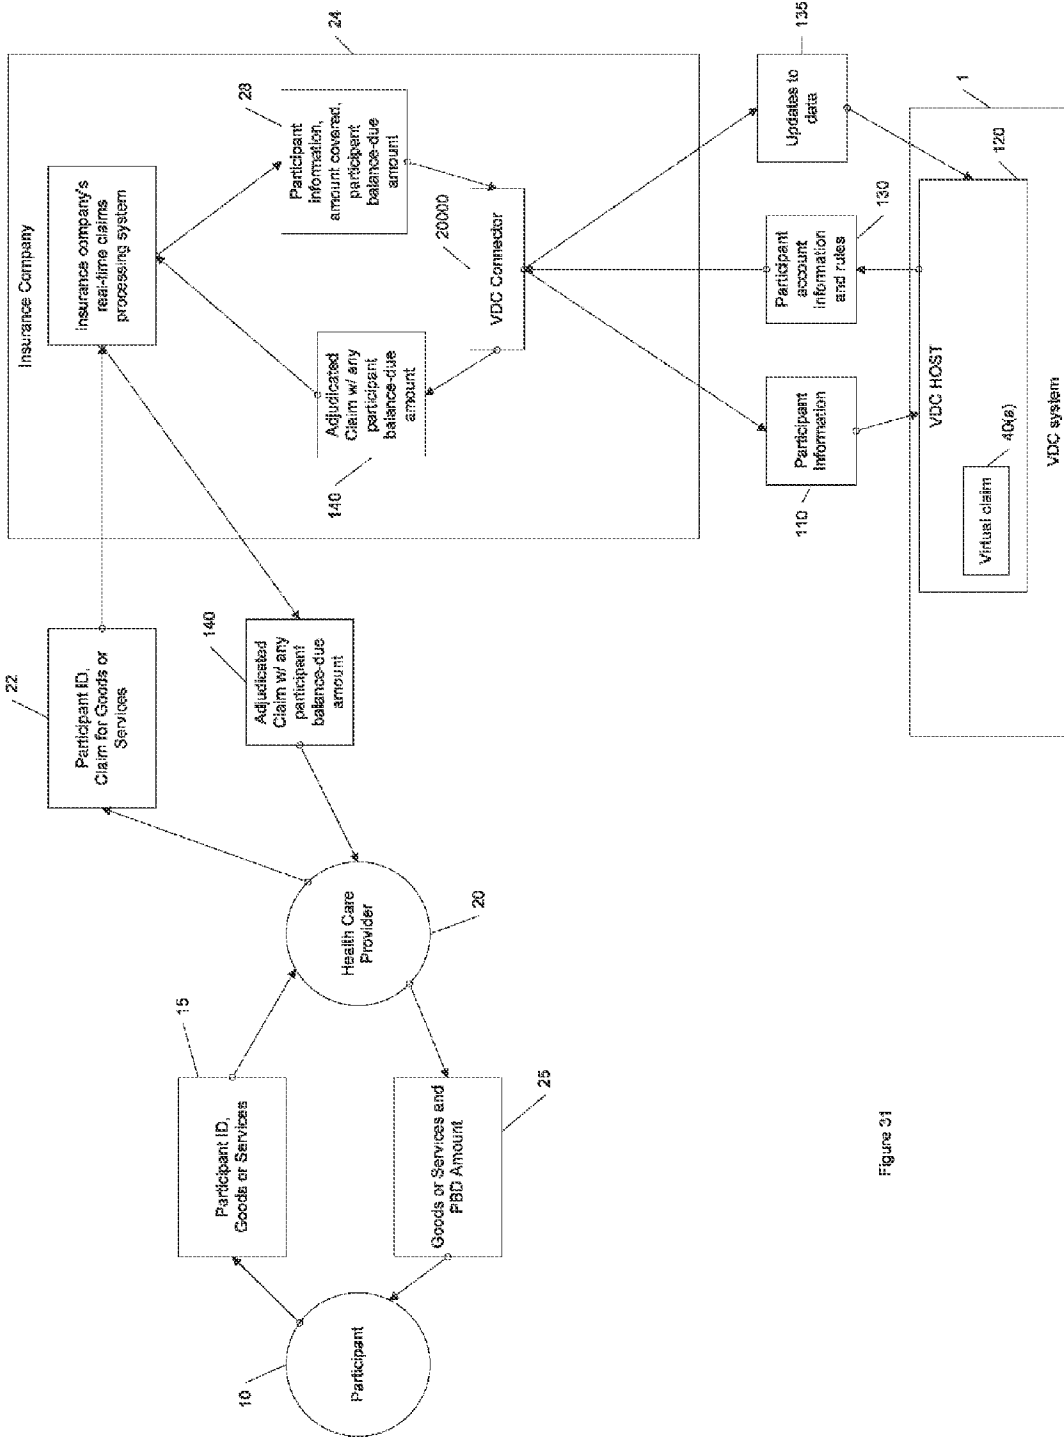 Insurance Company
24
Insurance company's
real-time claims
processing system
28
Participant
information,
amount covered,
participant
balance-due
amount
22
Participant ID,
Claim for Goods or
Services
140
Adjudicated
Claim w/ any
participant
balance-due
amount
140
Adjudicated
Claim w/ any
participant
balance-due
amount
20000
VDC Connector
15
Participant ID,
Goods or Services
10
Participant
Health Care
Provider
20
25
Goods or Services and
PBD Amount
110
Participant
Information
130
Participant
account
information
and rules
135
Updates to
data
1
120
VDC HOST
40(a)
Virtual claim
VDC system
Figure 31